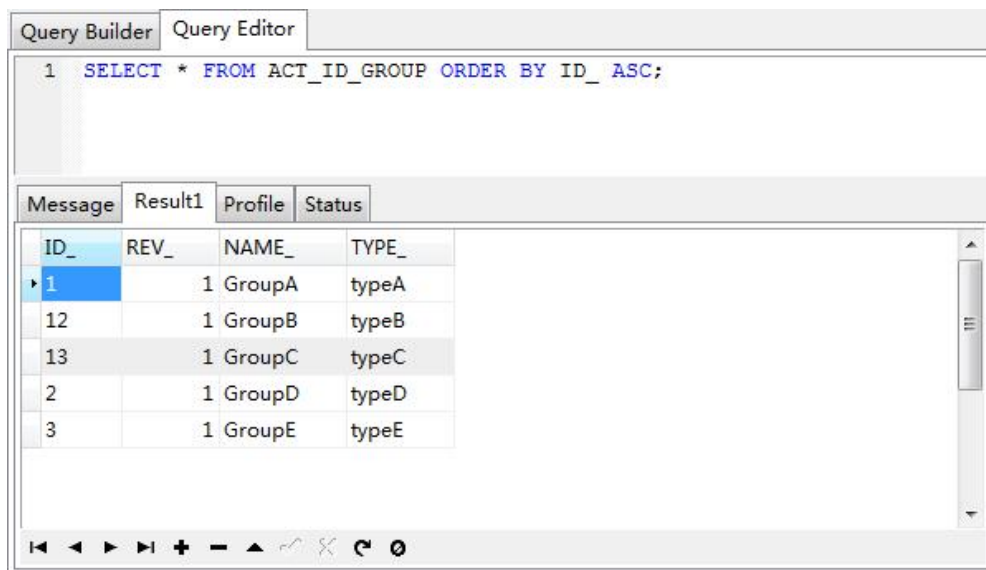 Query Builder Query Editor
1 SELECT * FROM ACT_ID_GROUP ORDER BY ID_ ASC;
Message Result1 Profile Status
ID_ REV_ NAME_ TYPE_
1 1 GroupA typeA
12 1 GroupB typeB
13 1 GroupC typeC
2 1 GroupD typeD
3 1 GroupE typeE